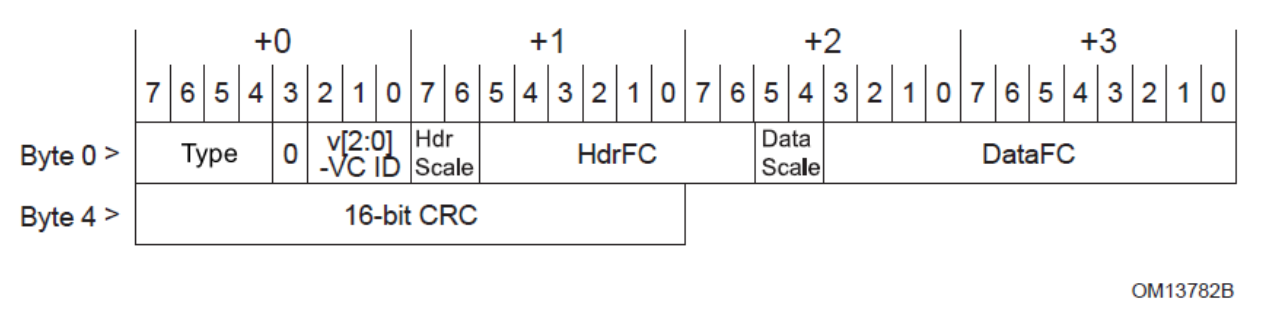 +0 +1 +2 +3
7 6 5 4 3 2 1 0 7 6 5 4 3 2 1 0 7 6 5 4 3 2 1 0 7 6 5 4 3 2 1 0
Byte 0 > Type 0 v[2:0] -VC ID Hdr Scale HdrFC Data Scale DataFC
Byte 4 > 16-bit CRC
OM13782B